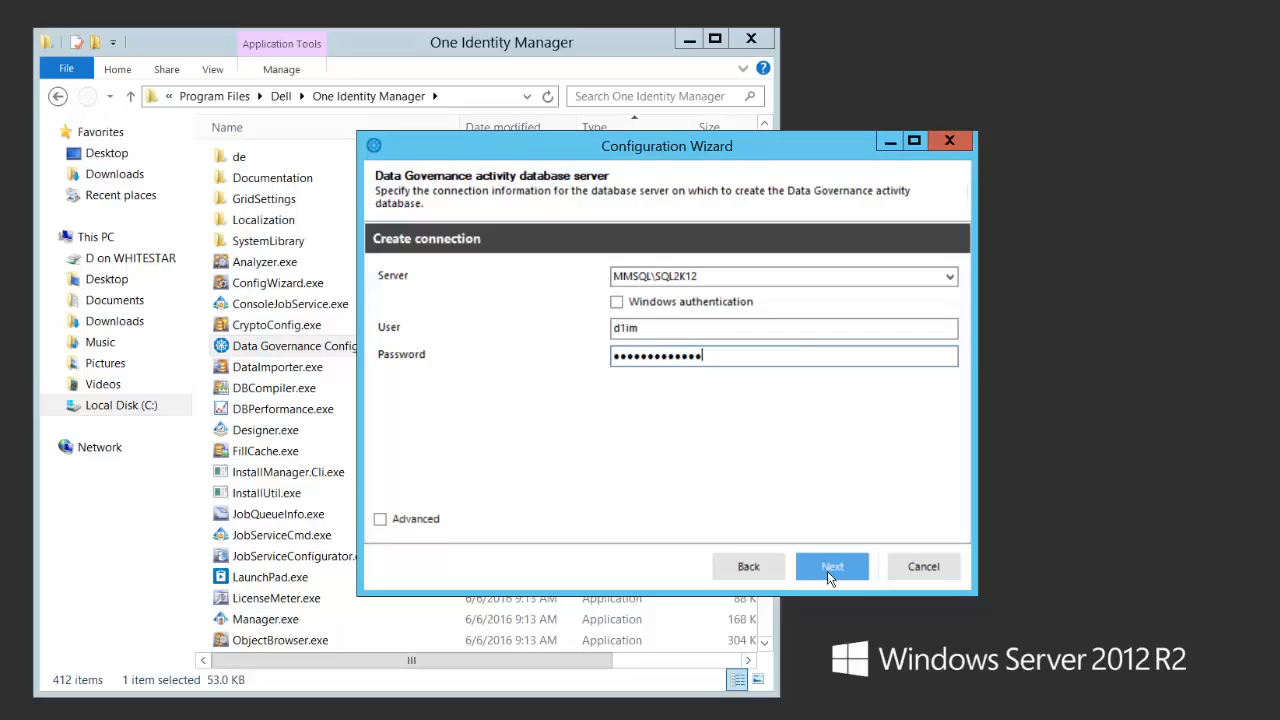 Application Tools
One Identity Manager
File
Home
Share
View
Manage
« Program Files
Dell
One Identity Manager
Search One Identity Manager
Favorites
Desktop
Downloads
Recent places
This PC
D on WHITESTAR
Desktop
Documents
Downloads
Music
Pictures
Videos
Local Disk (C:)
Network
Name
Date modified
Type
Size
de
Documentation
GridSettings
Localization
SystemLibrary
Analyzer.exe
ConfigWizard.exe
ConsoleJobService.exe
CryptoConfig.exe
Data Governance Config
DataImporter.exe
DBCompiler.exe
DBPerformance.exe
Designer.exe
FillCache.exe
InstallManager.Cli.exe
InstallUtil.exe
JobQueueInfo.exe
JobServiceCmd.exe
JobServiceConfigurator.
LaunchPad.exe
LicenseMeter.exe 6/6/2016 9:13 AM Application 88 K
Manager.exe 6/6/2016 9:13 AM Application 168 K
ObjectBrowser.exe 6/6/2016 9:13 AM Application 304 K
412 items 1 item selected 53.0 KB
Configuration Wizard
Data Governance activity database server
Specify the connection information for the database server on which to create the Data Governance activity
database.
Create connection
Server
MMSQL\SQL2K12
Windows authentication
User
d1im
Password
•••••••••••••
Advanced
Back
Next
Cancel
Windows Server 2012 R2